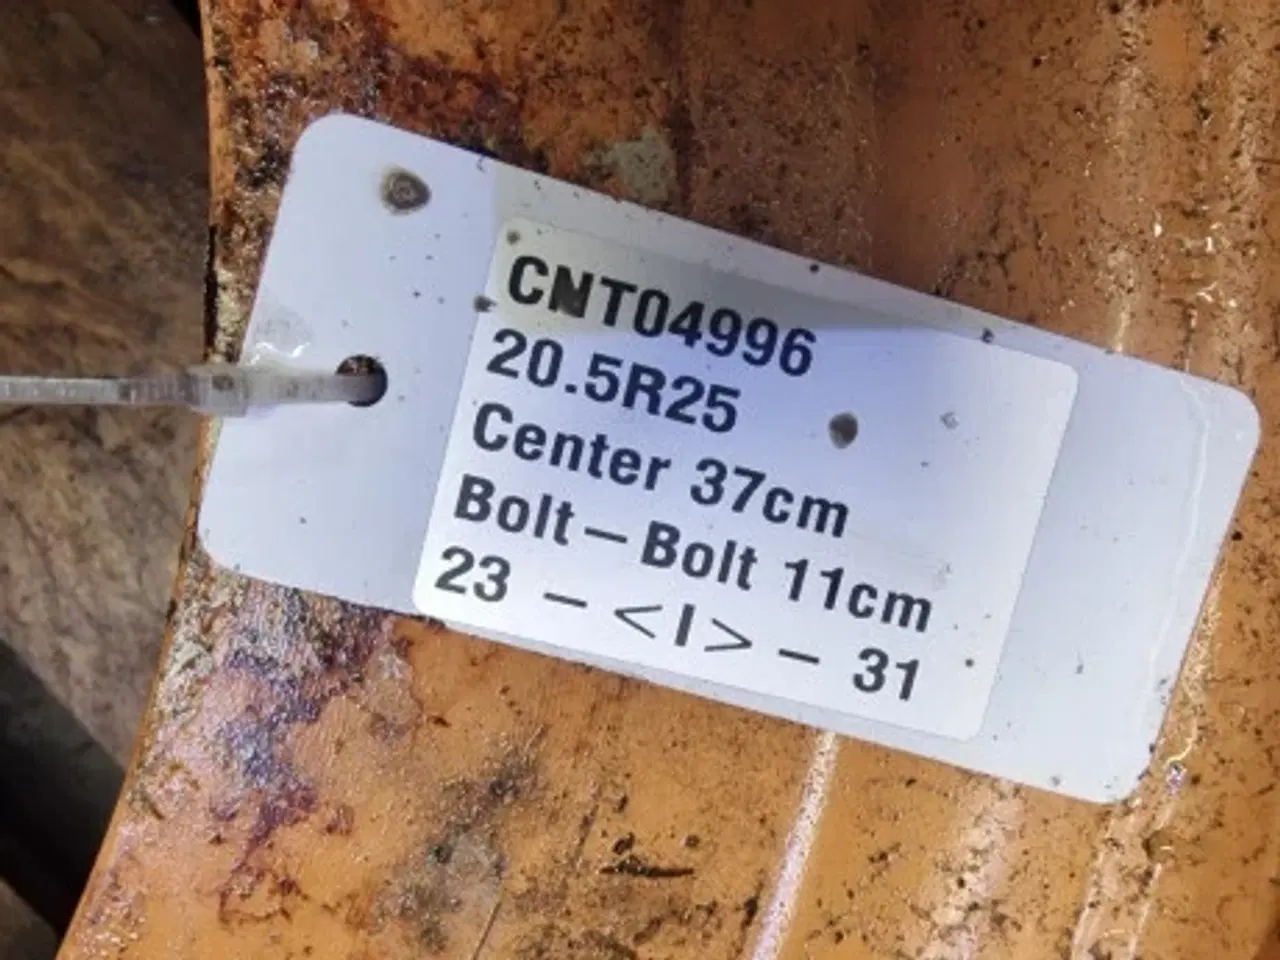 CNT04996
20.5R25
Center 37cm
Bolt-Bolt 11cm
23 - <I> - 31